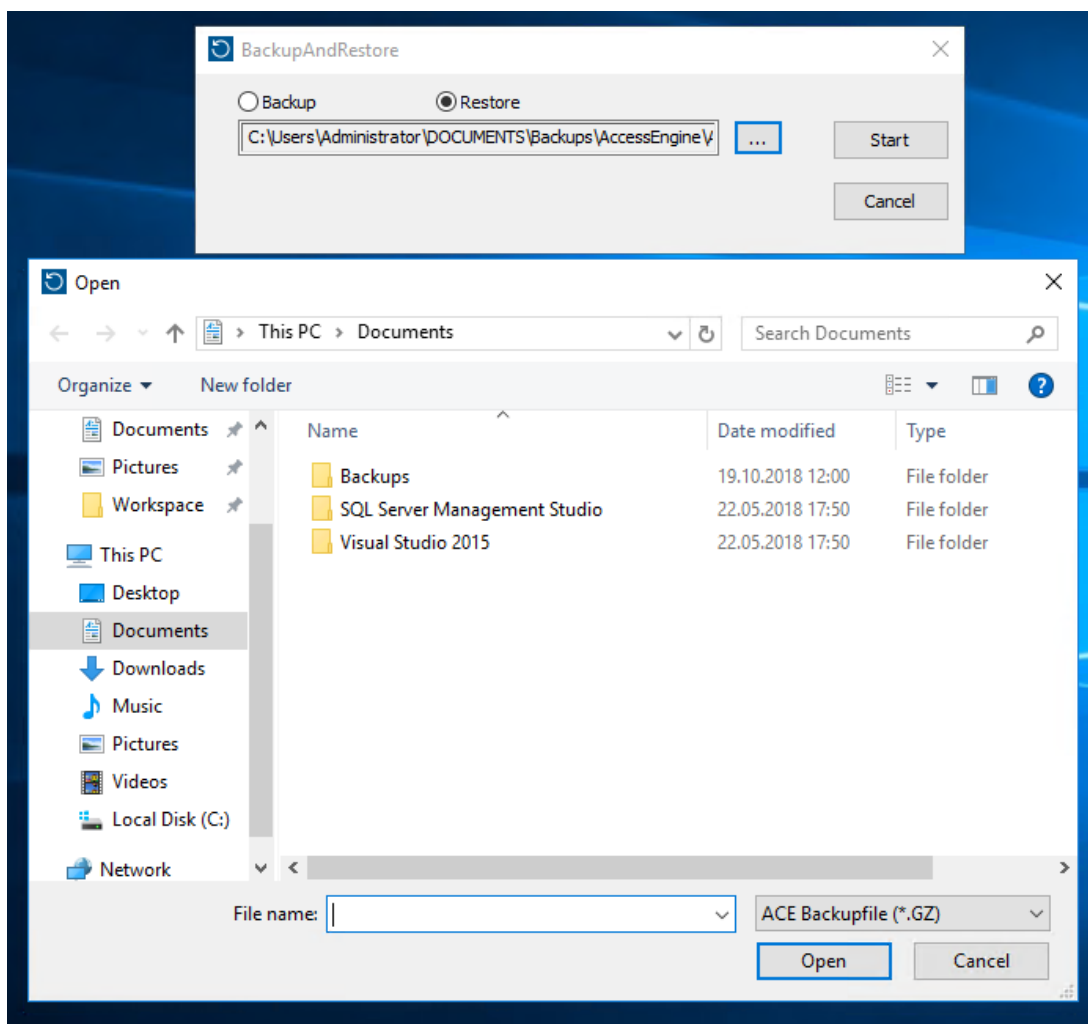 BackupAndRestore
Backup Restore
C:\Users\Administrator\DOCUMENTS\Backups\AccessEngine\A ... Start
Cancel
Open
This PC > Documents Search Documents
Organize New folder
Documents Name Date modified Type
Pictures Backups 19.10.2018 12:00 File folder
Workspace SQL Server Management Studio 22.05.2018 17:50 File folder
Visual Studio 2015 22.05.2018 17:50 File folder
This PC
Desktop
Documents
Downloads
Music
Pictures
Videos
Local Disk (C:)
Network
File name: ACE Backupfile (*.GZ)
Open Cancel